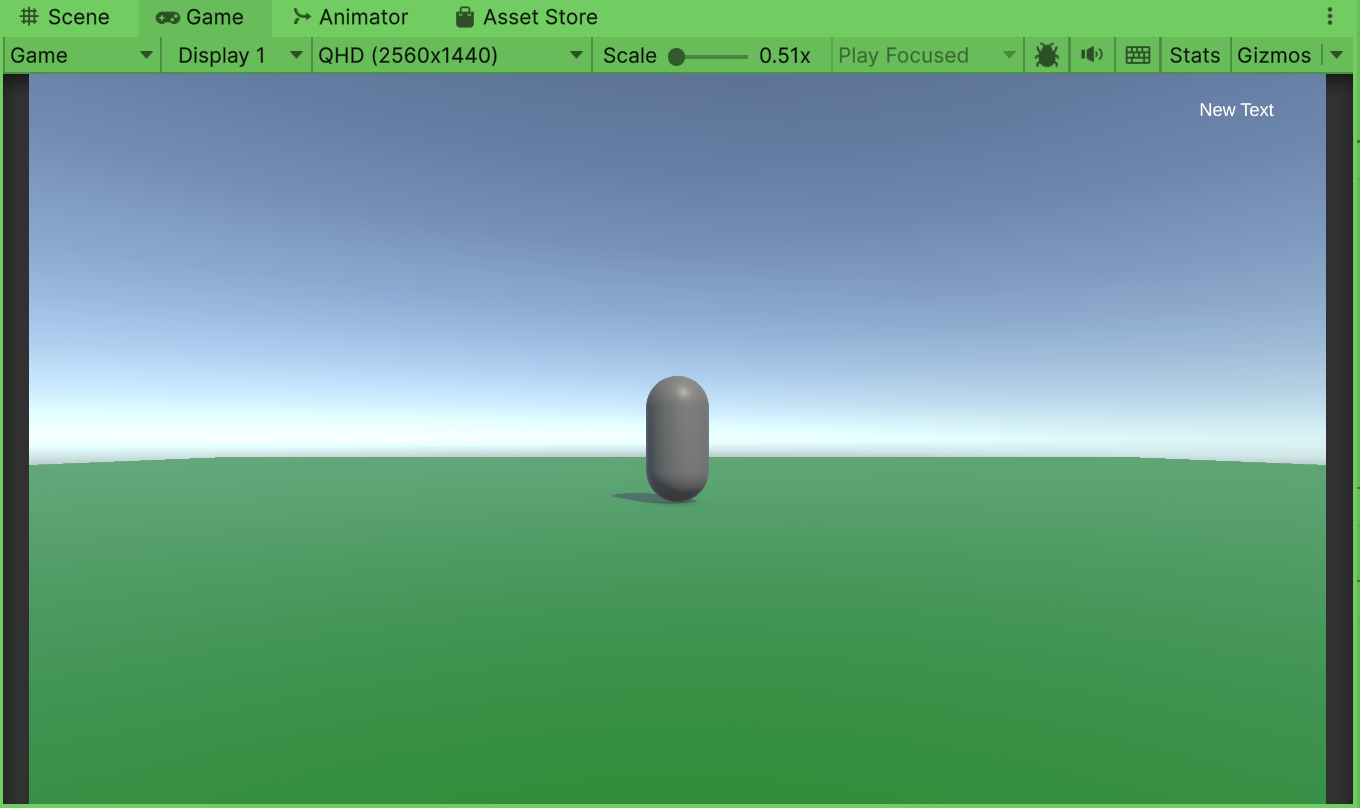 Scene Game Animator Asset Store
Game Display 1 QHD (2560x1440) Scale 0.51x Play Focused Stats Gizmos
New Text